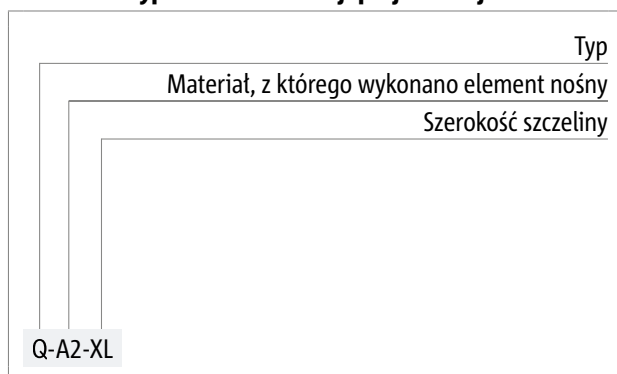 Typ
Materiał, z którego wykonano element nośny
Szerokość szczeliny
Q-A2-XL